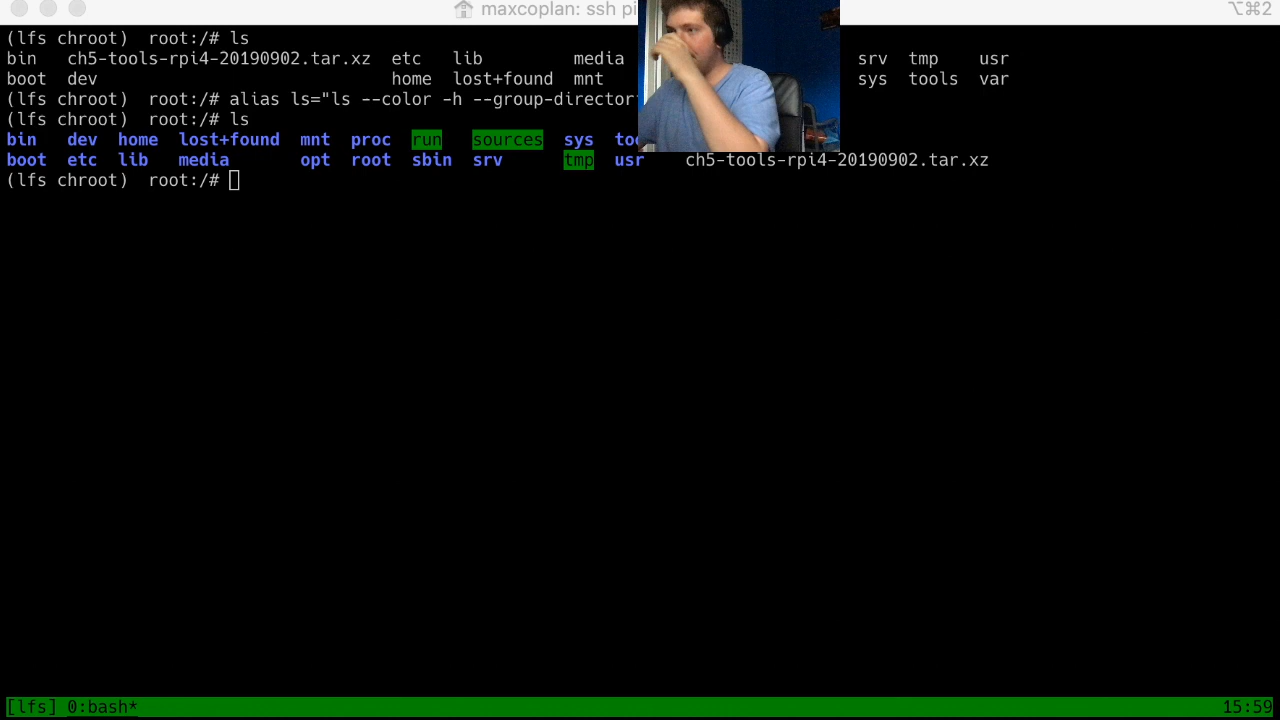 maxcoplan: ssh pi ⌥⌘2
(lfs chroot) root:/# ls
bin ch5-tools-rpi4-20190902.tar.xz etc lib media srv tmp usr
boot dev home lost+found mnt sys tools var
(lfs chroot) root:/# alias ls="ls --color -h --group-director
(lfs chroot) root:/# ls
bin dev home lost+found mnt proc run sources sys
boot etc lib media opt root sbin srv tmp usr ch5-tools-rpi4-20190902.tar.xz
(lfs chroot) root:/#
[lfs] 0:bash* 15:59